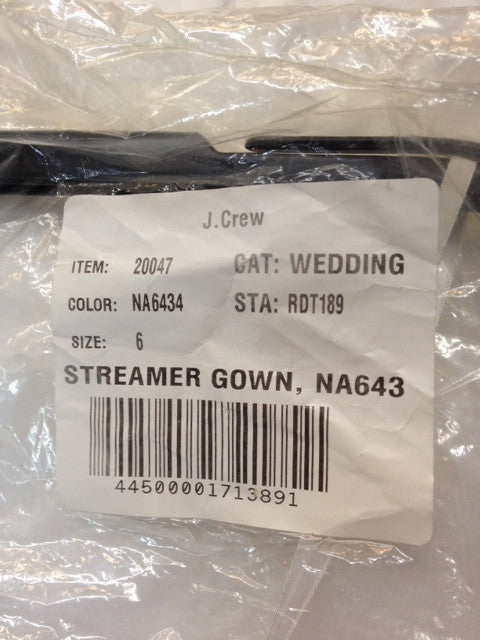 J.Crew
ITEM: 20047 CAT: WEDDING
COLOR: NA6434 STA: RDT189
SIZE: 6
STREAMER GOWN, NA643
44500001713891